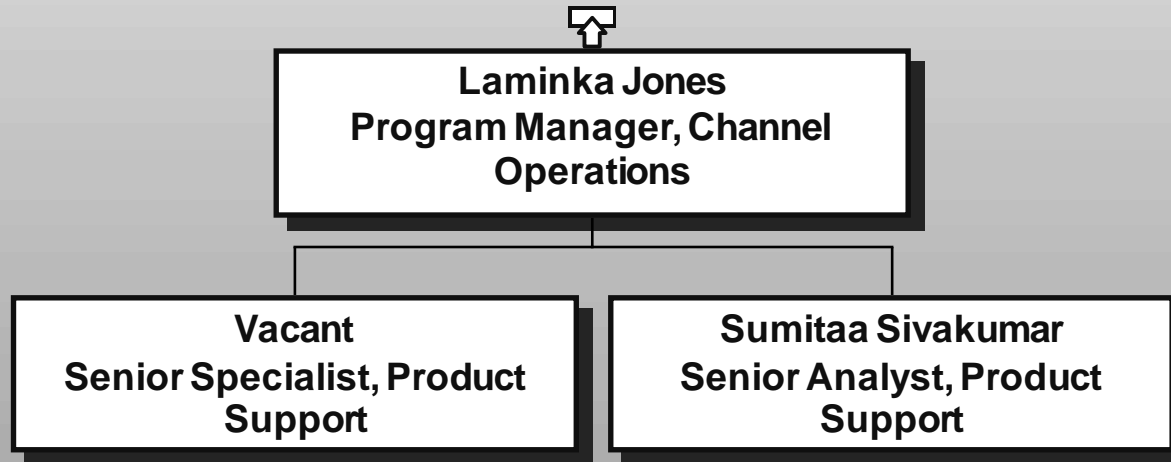 Laminka Jones
Program Manager, Channel
Operations
Vacant
Senior Specialist, Product
Support
Sumitaa Sivakumar
Senior Analyst, Product
Support